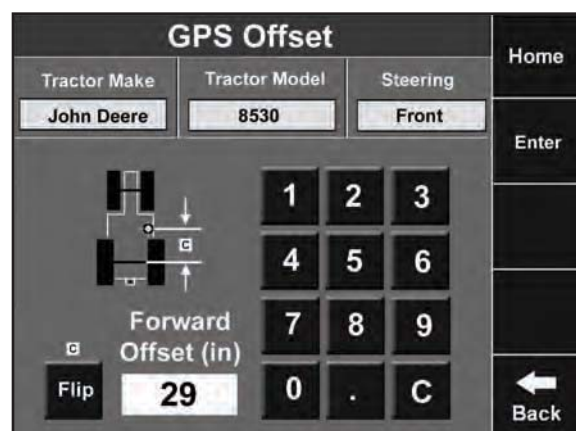 GPS Offset
Home
Tractor Make Tractor Model Steering
John Deere 8530 Front
Enter
1 2 3
C
4 5 6
Forward
Offset (in)
7 8 9
C
Flip 29 0 . C
Back